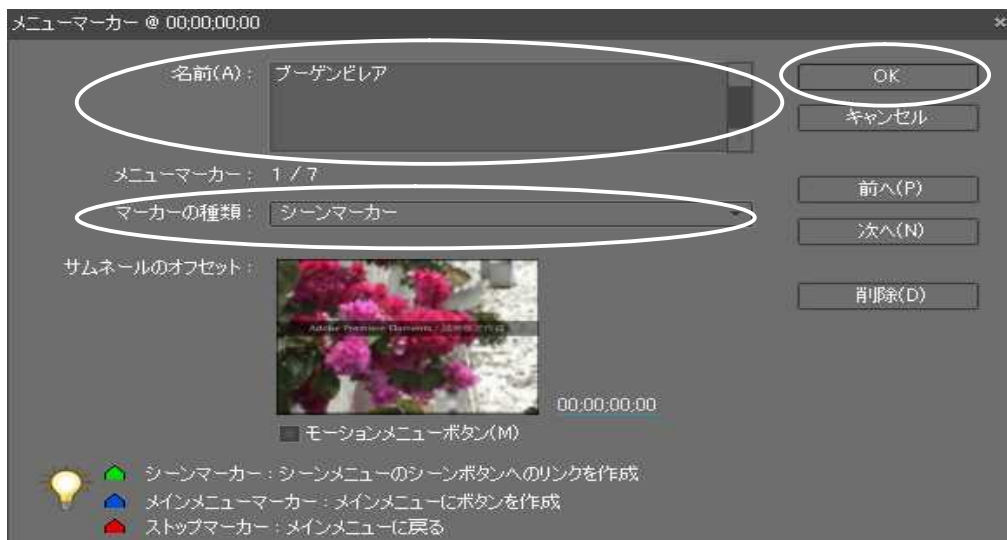 メニューマーカー @ 00;00;00;00
名前(A): ブーゲンビレア
OK
キャンセル
メニューマーカー: 1 / 7
前へ(P)
マーカーの種類: シーンマーカー
次へ(N)
サムネールのオフセット:
削除(D)
Adobe Premiere Elements
00;00;00;00
モーションメニューボタン(M)
シーンマーカー:シーンメニューのシーンボタンへのリンクを作成
メインメニューマーカー:メインメニューにボタンを作成
ストップマーカー:メインメニューに戻る